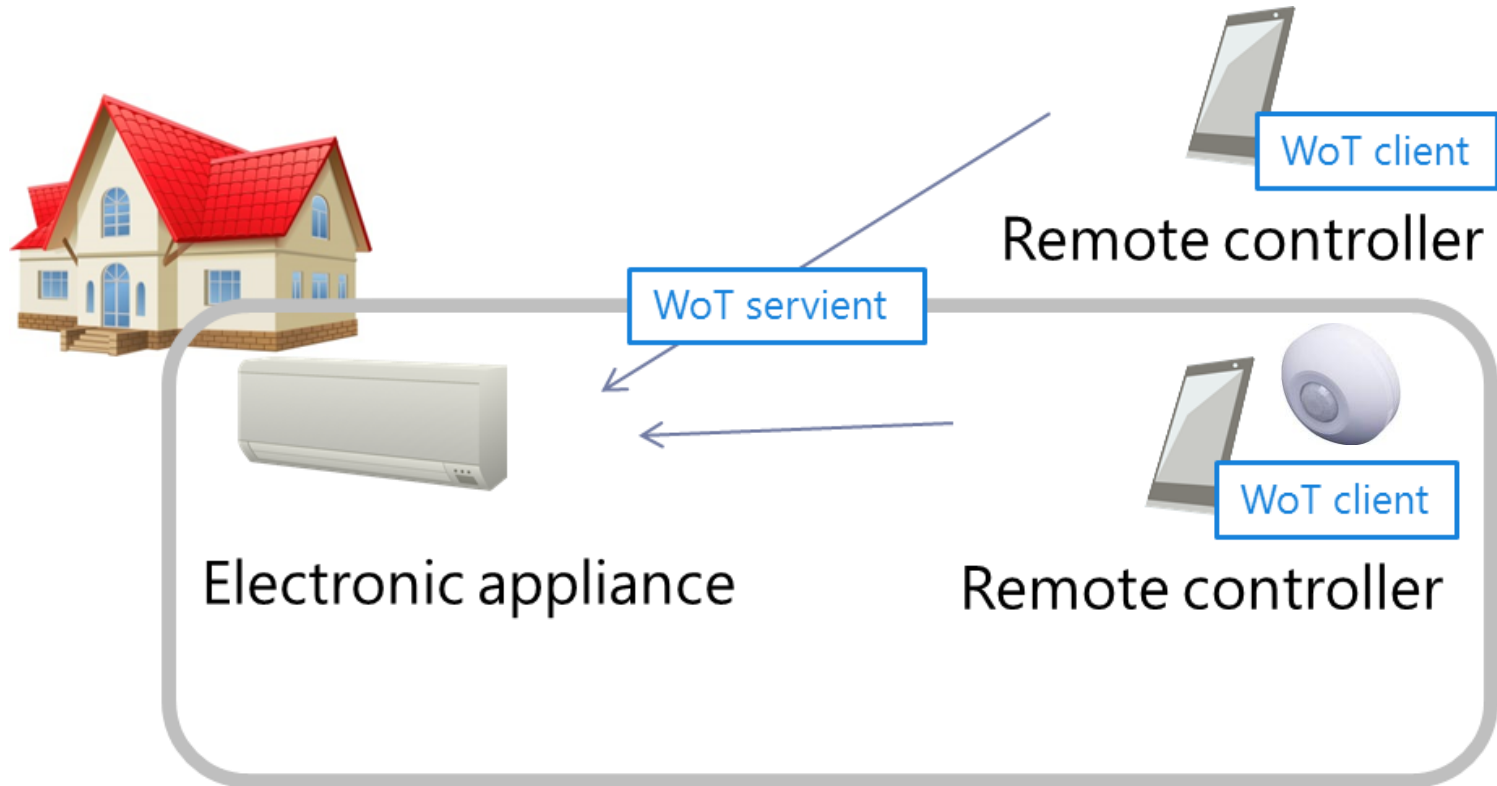 WoT client
Remote controller
WoT servient
WoT client
Electronic appliance
Remote controller